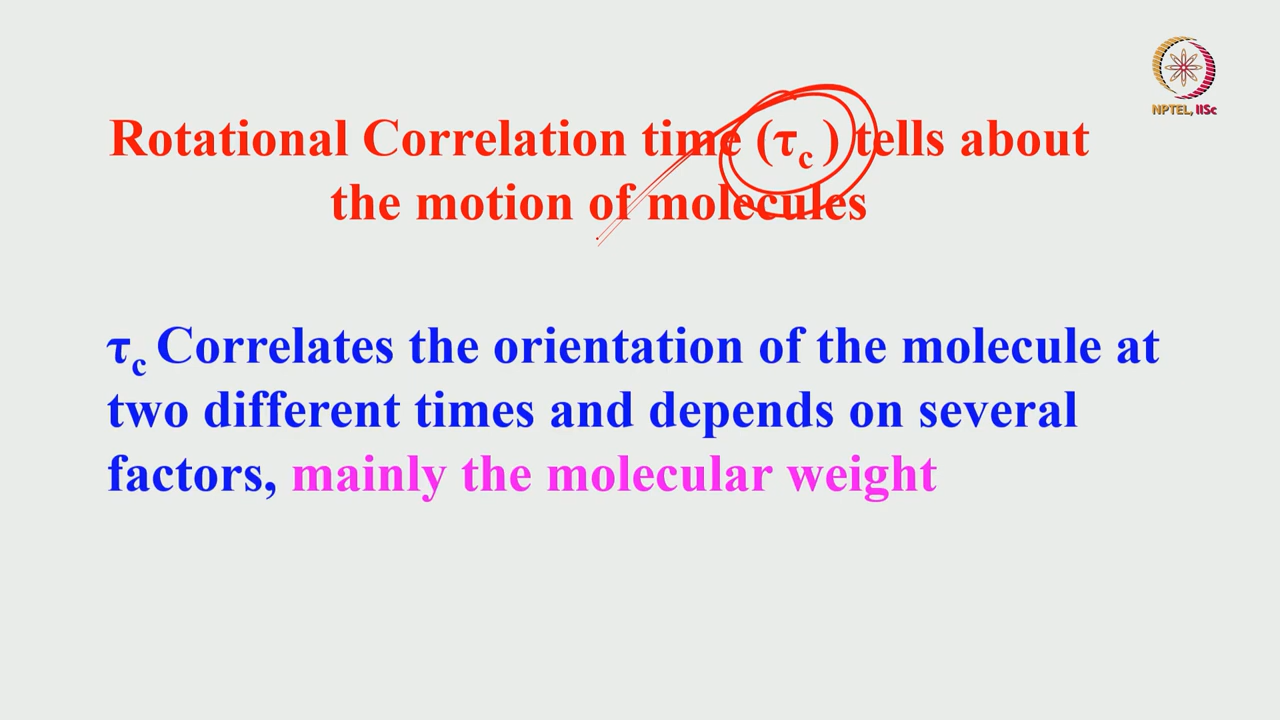 NPTEL, IISc
Rotational Correlation time (τc ) tells about
the motion of molecules
τc Correlates the orientation of the molecule at
two different times and depends on several
factors, mainly the molecular weight